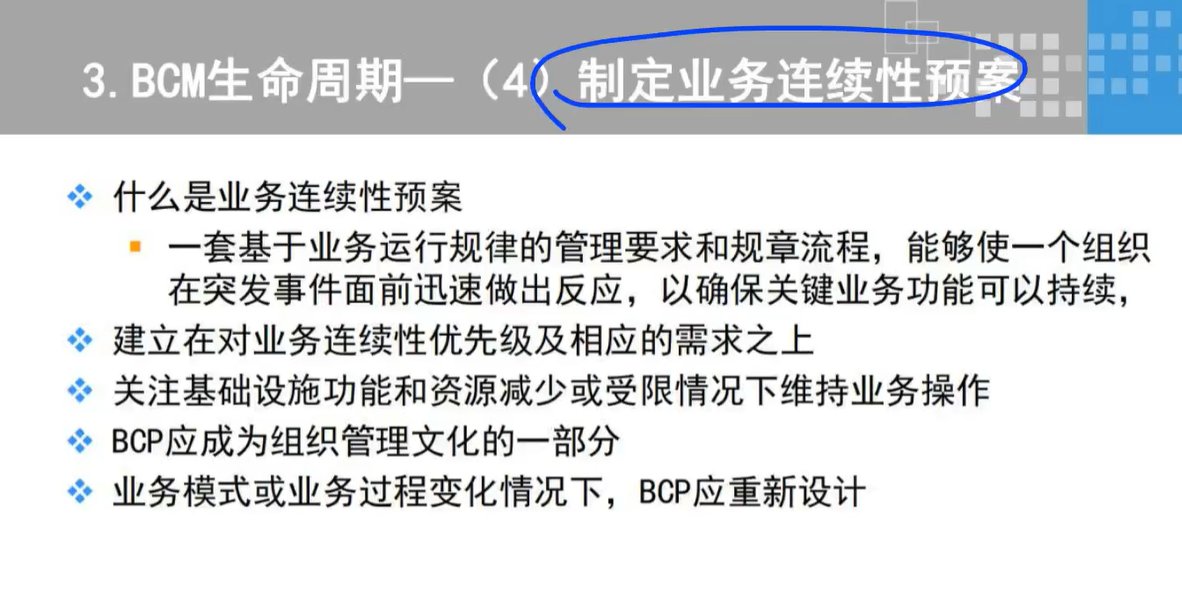 3.BCM生命周期—（4）制定业务连续性预案
什么是业务连续性预案
一套基于业务运行规律的管理要求和规章流程，能够使一个组织
在突发事件面前迅速做出反应，以确保关键业务功能可以持续，
建立在对业务连续性优先级及相应的需求之上
关注基础设施功能和资源减少或受限情况下维持业务操作
BCP应成为组织管理文化的一部分
业务模式或业务过程变化情况下，BCP应重新设计